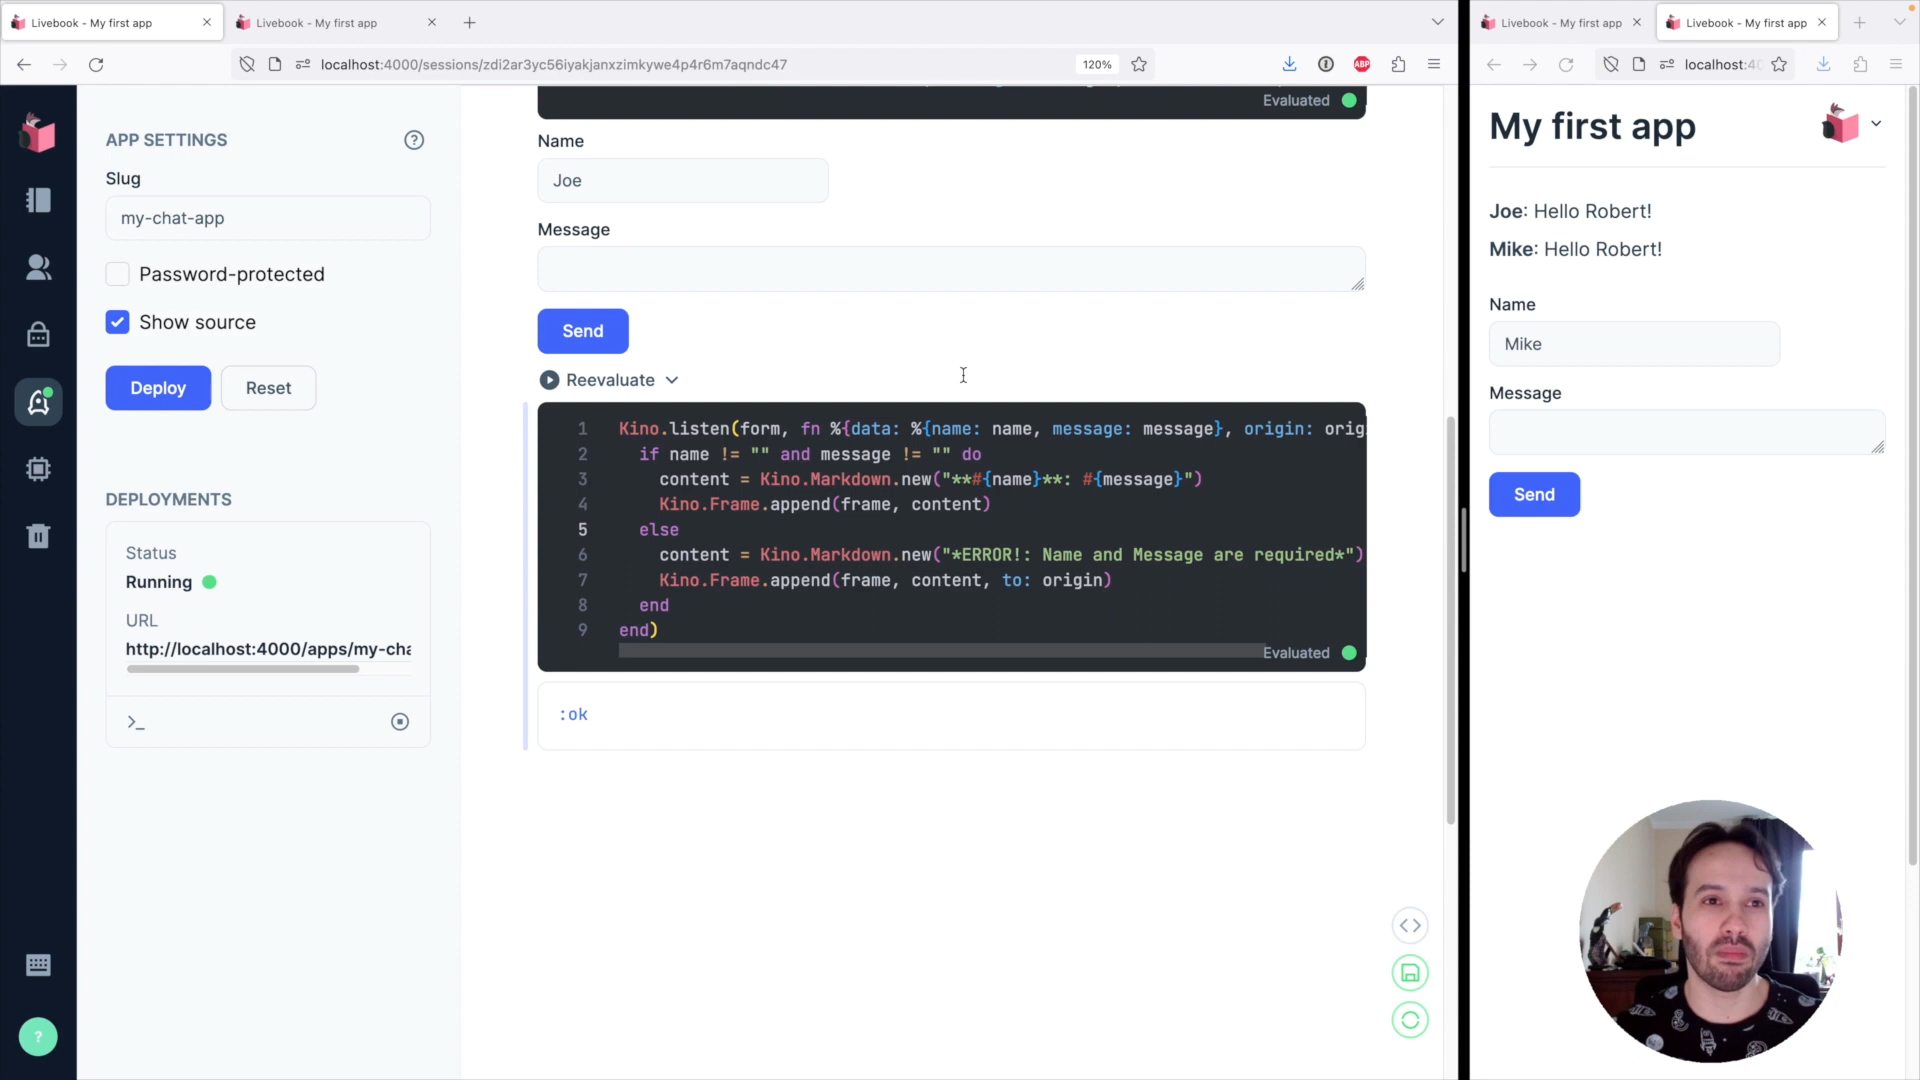 Livebook - My first app
Livebook - My first app
localhost:4000/sessions/zdi2ar3yc56iyakjanxzimkywe4p4r6m7aqndc47
120%
ABP
APP SETTINGS
?
Slug
my-chat-app
Password-protected
Show source
Deploy
Reset
DEPLOYMENTS
Status
Running
URL
http://localhost:4000/apps/my-cha
>_
?
Evaluated
Name
Joe
Message
Send
Reevaluate
1 Kino.listen(form, fn %{data: %{name: name, message: message}, origin: orig
2 if name != "" and message != "" do
3 content = Kino.Markdown.new("**#{name}**: #{message}")
4 Kino.Frame.append(frame, content)
5 else
6 content = Kino.Markdown.new("*ERROR!: Name and Message are required*")
7 Kino.Frame.append(frame, content, to: origin)
8 end
9 end)
Evaluated
:ok
Livebook - My first app
Livebook - My first app
localhost:40
My first app
Joe: Hello Robert!
Mike: Hello Robert!
Name
Mike
Message
Send